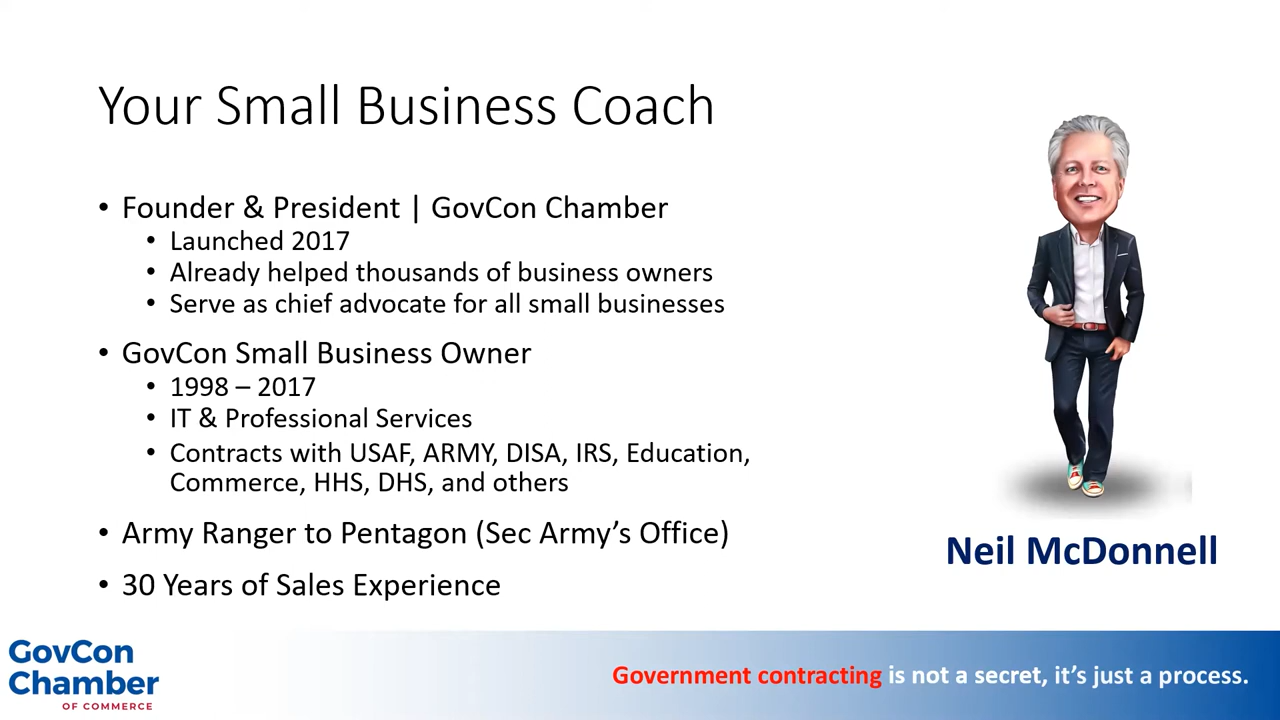 Your Small Business Coach
• Founder & President | GovCon Chamber
• Launched 2017
• Already helped thousands of business owners
• Serve as chief advocate for all small businesses
• GovCon Small Business Owner
• 1998 – 2017
• IT & Professional Services
• Contracts with USAF, ARMY, DISA, IRS, Education,
Commerce, HHS, DHS, and others
• Army Ranger to Pentagon (Sec Army’s Office)
• 30 Years of Sales Experience
Neil McDonnell
GovCon
Chamber
OF COMMERCE
Government contracting is not a secret, it’s just a process.